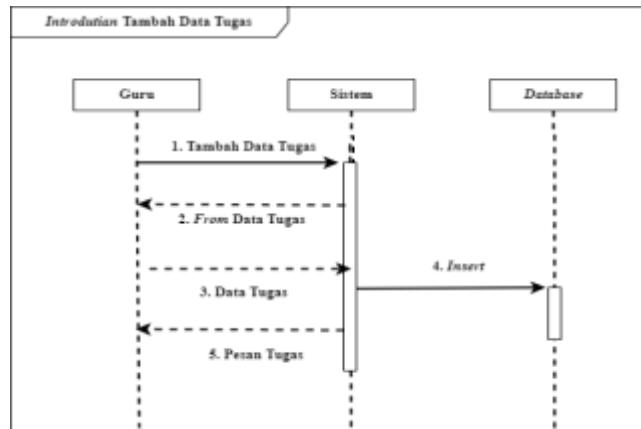 Introdutian Tambah Data Tugas
Guru
Sistem
Database
1. Tambah Data Tugas
2. From Data Tugas
3. Data Tugas
4. Insert
5. Pesan Tugas